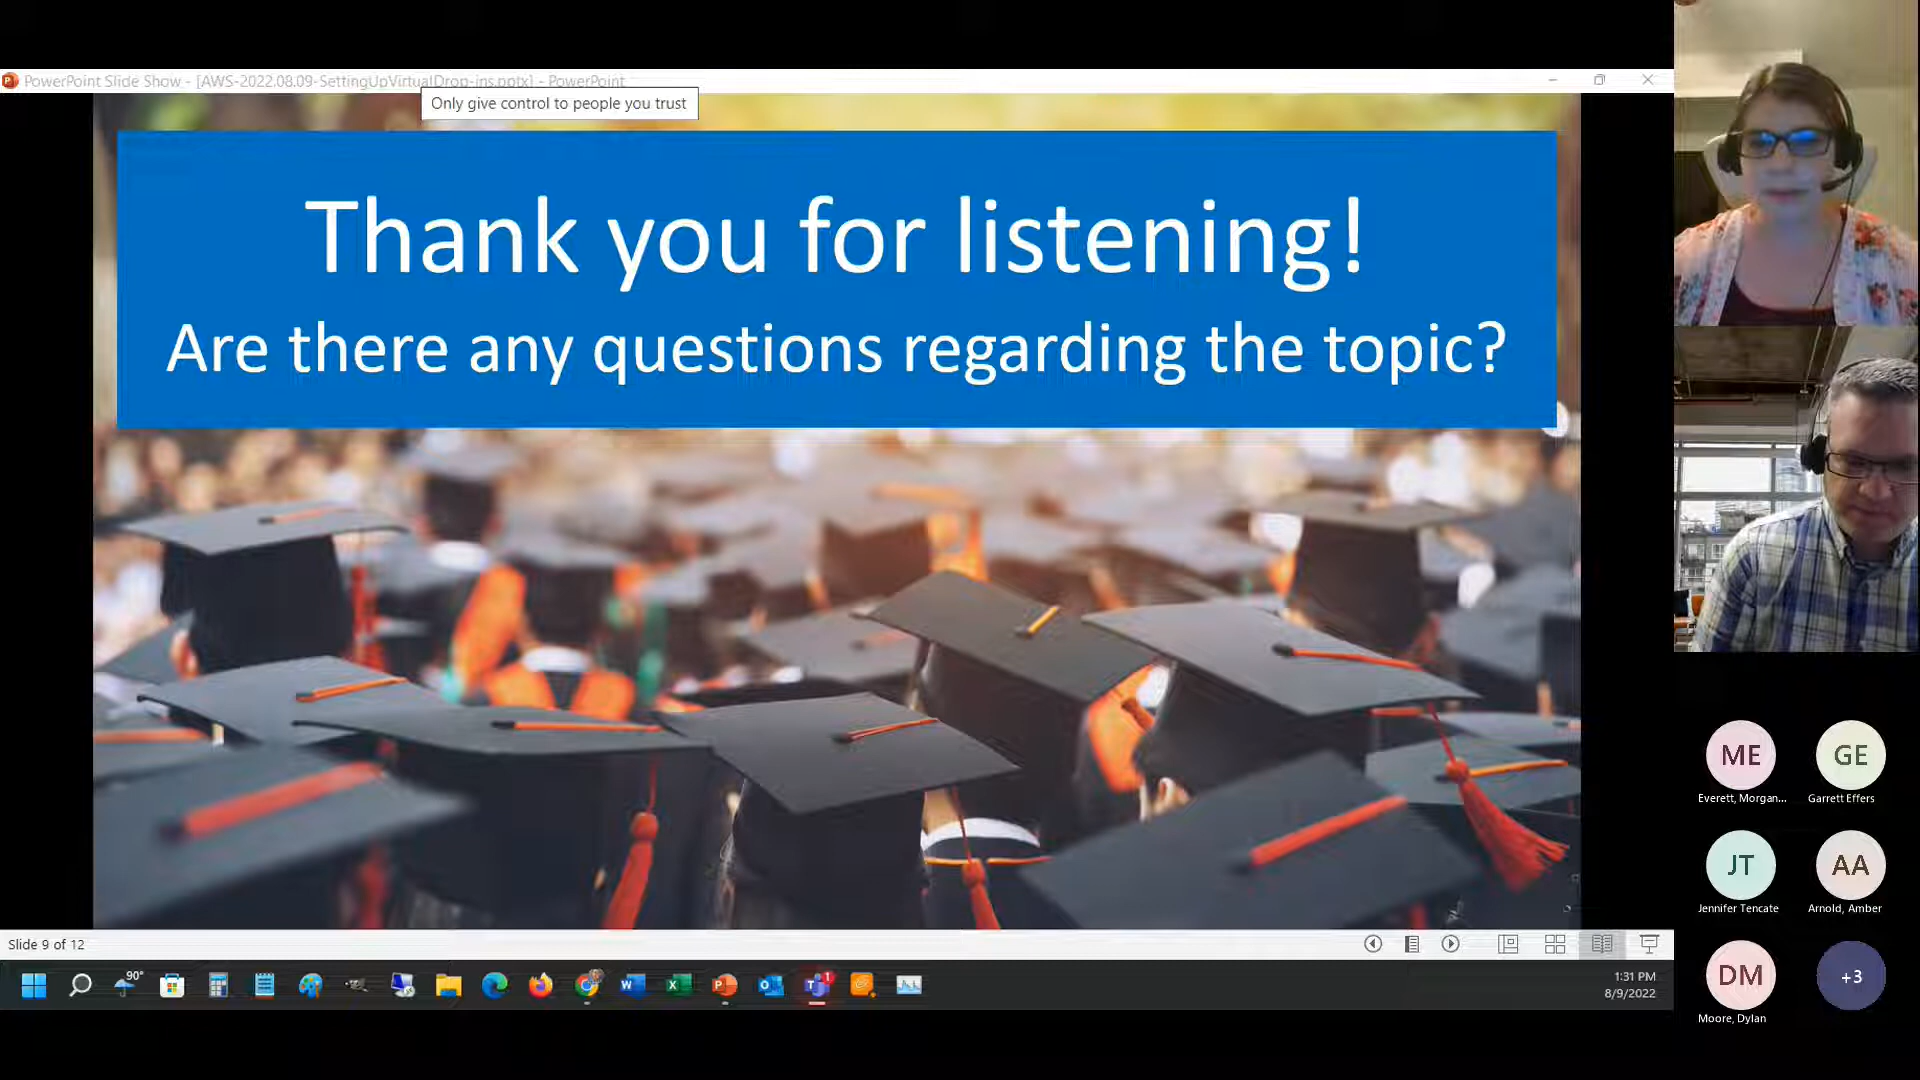 PowerPoint Slide Show - [AWS-2022.08.09-SettingUpVirtualDrop-ins.pptx] - PowerPoint
Only give control to people you trust
Thank you for listening!
Are there any questions regarding the topic?
ME
Everett, Morgan...
GE
Garrett Effers
JT
Jennifer Tencate
AA
Arnold, Amber
DM
Moore, Dylan
+3
Slide 9 of 12
90°
1
1:31 PM
8/9/2022